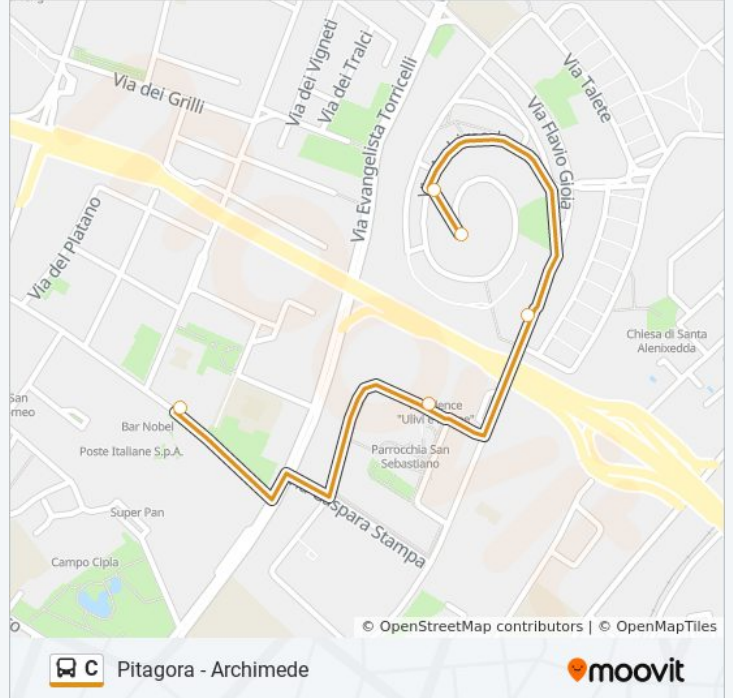 Via dei Vigneti
Via dei Tralci
Via dei Grilli
Via Evangelista Torricelli
Via Talete
Via Flavio Gioia
Via del Platano
Chiesa di Santa
Alenixedda
San
Bar Nobel
"Ulivi e
Poste Italiane S.p.A.
Parrocchia San
Sebastiano
Gaspara Stampa
Super Pan
Campo Cipla
© OpenStreetMap contributors | © OpenMapTiles
C Pitagora - Archimede
moovit